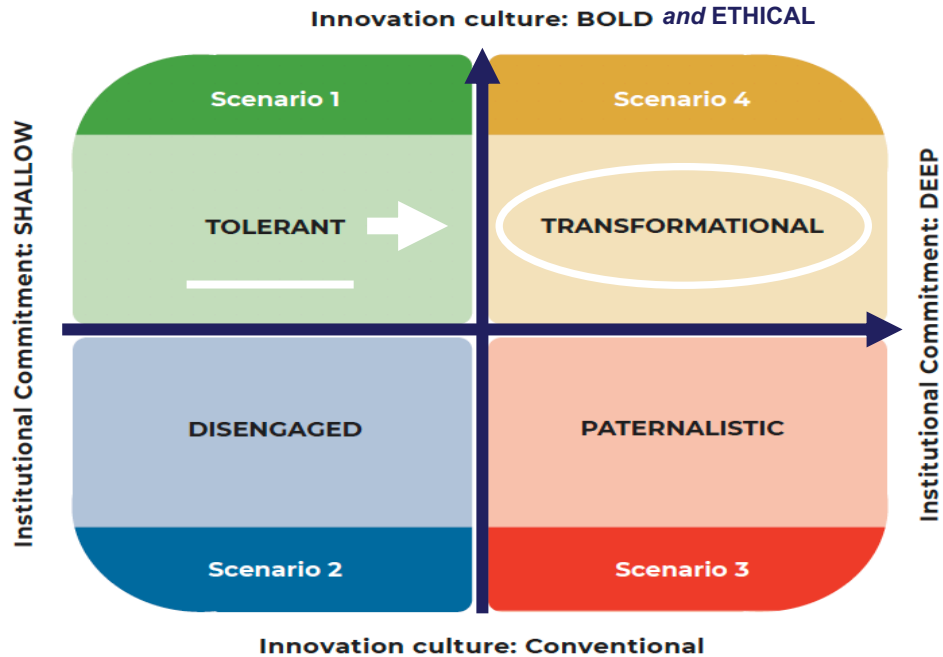 Innovation culture: BOLD and ETHICAL
Scenario 1
Scenario 4
Institutional Commitment: SHALLOW
TOLERANT
TRANSFORMATIONAL
Institutional Commitment: DEEP
DISENGAGED
PATERNALISTIC
Scenario 2
Scenario 3
Innovation culture: Conventional